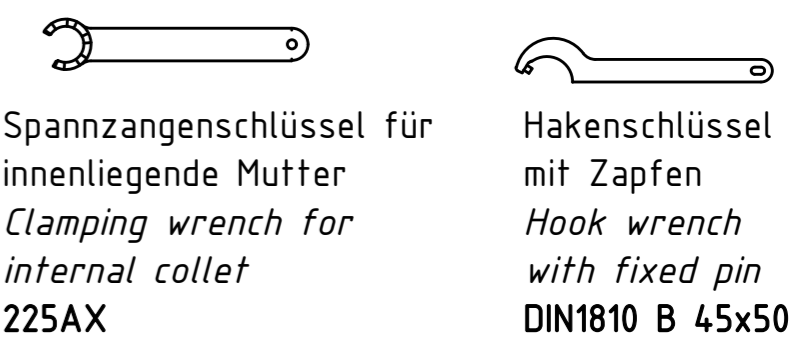 Spannzangenschlüssel für
innenliegende Mutter
Clamping wrench for
internal collet
225AX
Hakenschlüssel
mit Zapfen
Hook wrench
with fixed pin
DIN1810 B 45x50